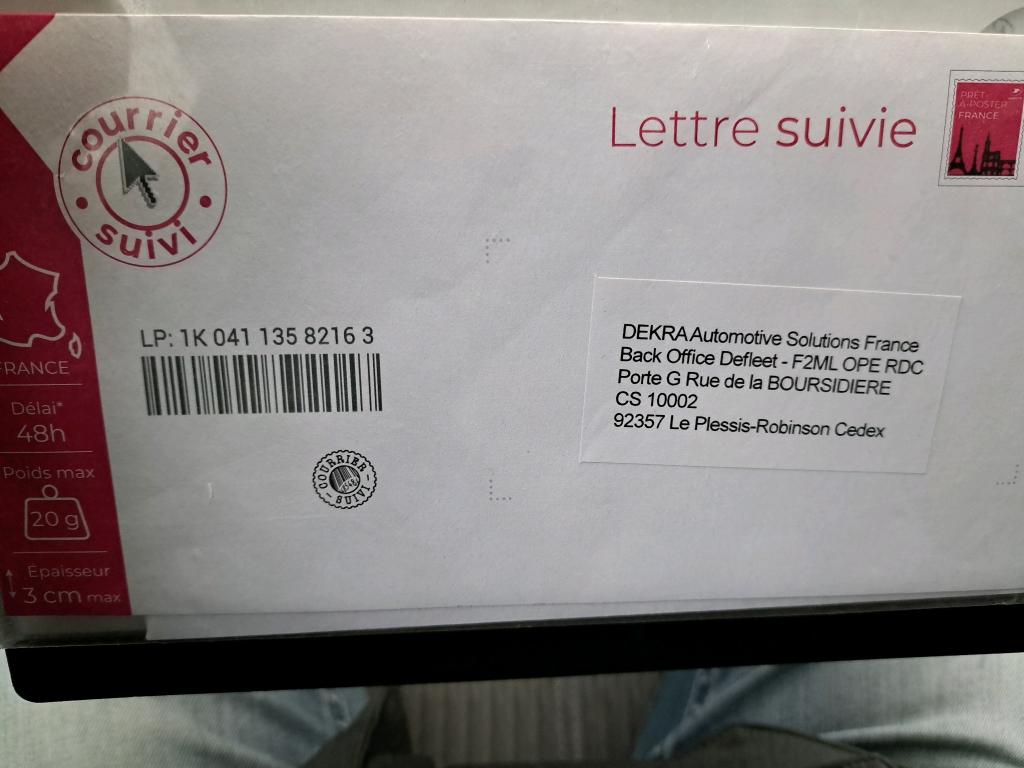 courrier
suivi
Lettre suivie
PRÊT-
À-POSTER
FRANCE
LP: 1K 041 135 8216 3
DEKRA Automotive Solutions France
Back Office Defleet - F2ML OPE RDC
Porte G Rue de la BOURSIDIERE
CS 10002
92357 Le Plessis-Robinson Cedex
FRANCE
Délai*
48h
Poids max
20 g
Épaisseur
3 cm max
COURRIER
SUIVI